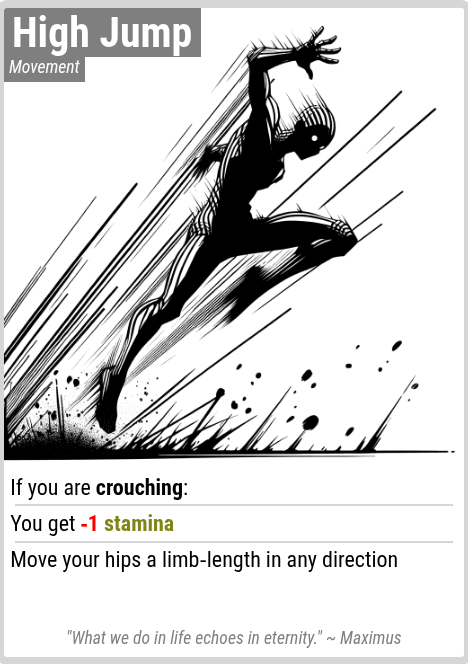 High Jump
Movement
If you are crouching:
You get -1 stamina
Move your hips a limb-length in any direction
"What we do in life echoes in eternity." ~ Maximus